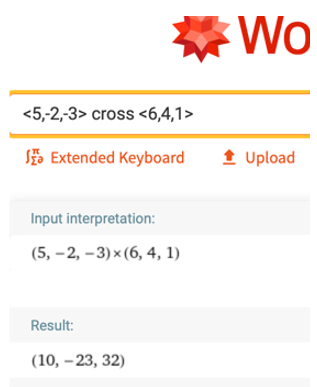 Wo
<5,-2,-3> cross <6,4,1>
Extended Keyboard
Upload
Input interpretation:
(5, −2, −3)×(6, 4, 1)
Result:
(10, −23, 32)